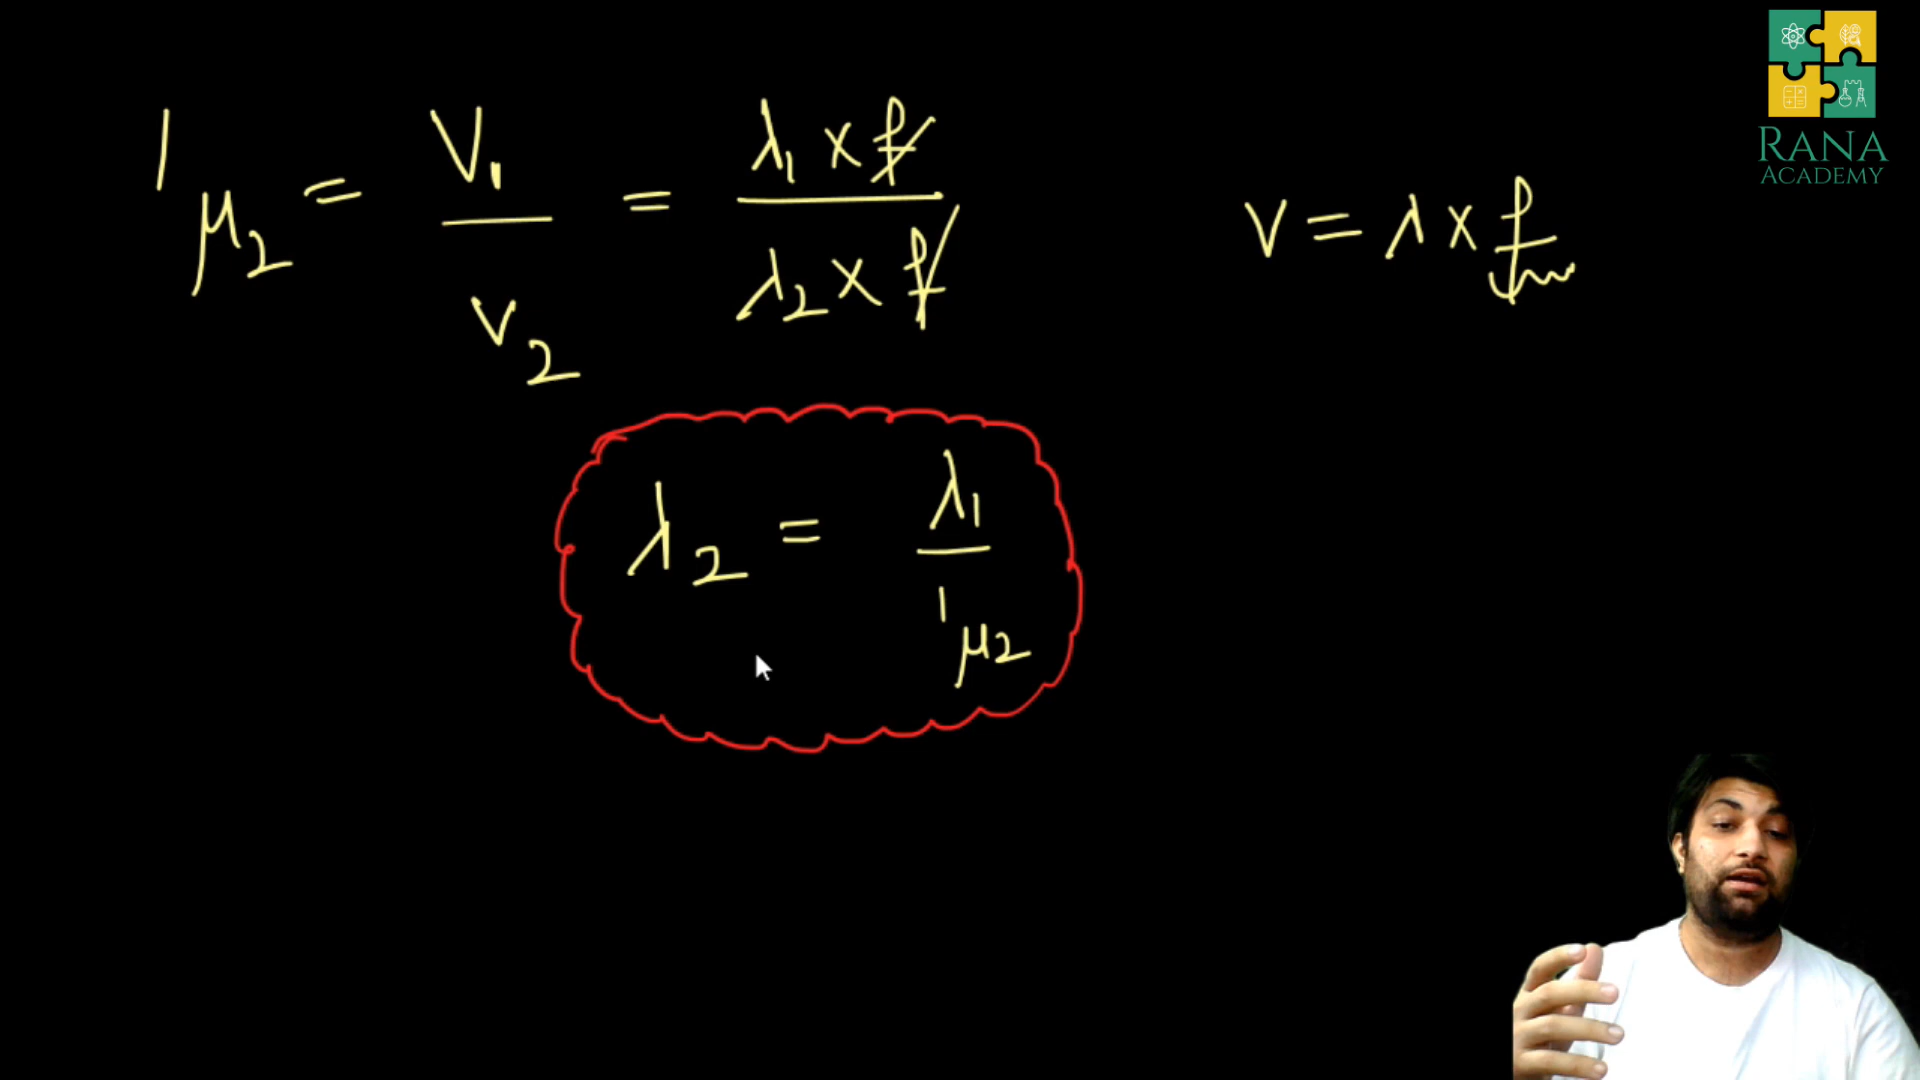 ¹μ₂ = V₁ / V₂ = λ₁ × f / λ₂ × f
V = λ × f
λ₂ = λ₁ / ¹μ₂
RANA
ACADEMY